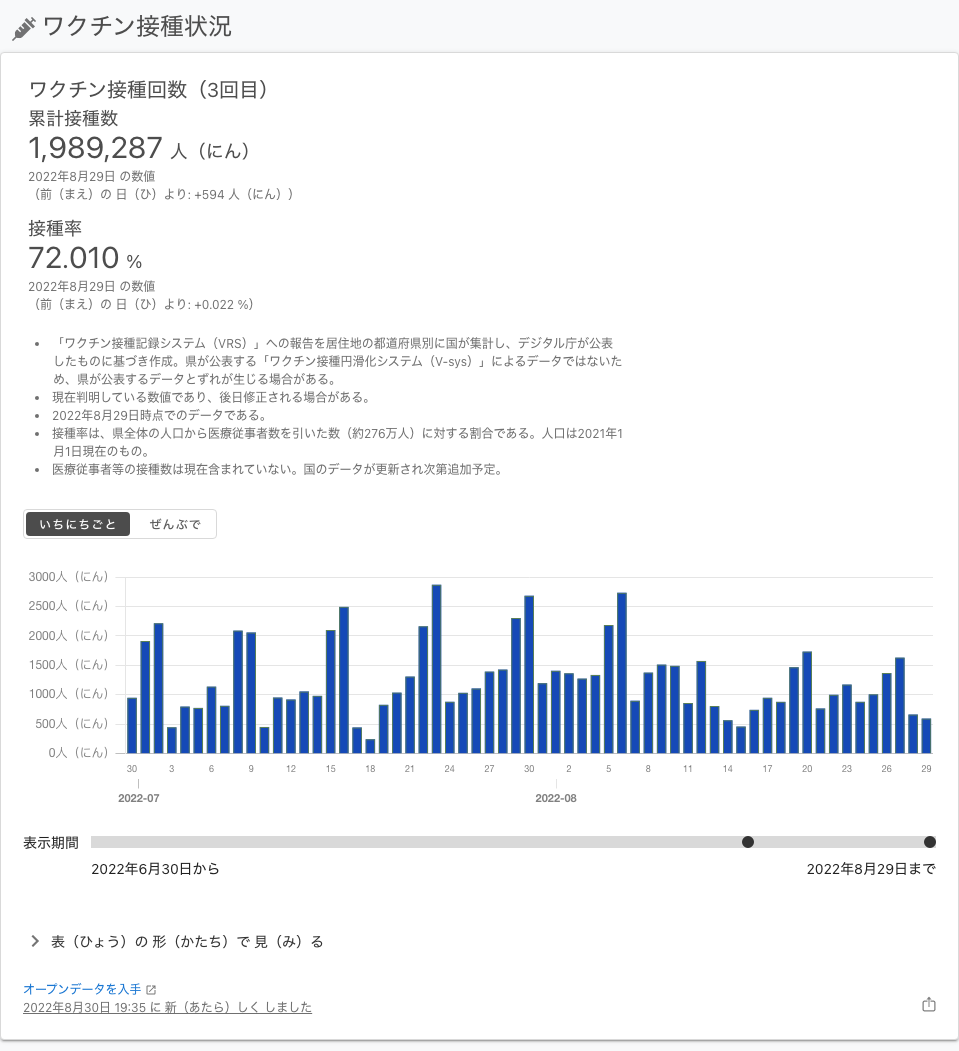 ワクチン接種状況
ワクチン接種回数（3回目）
累計接種数
1,989,287 人（にん）
2022年8月29日 の数値
（前（まえ）の 日（ひ）より: +594 人（にん））
接種率
72.010 %
2022年8月29日 の数値
（前（まえ）の 日（ひ）より: +0.022 %）
「ワクチン接種記録システム（VRS）」への報告を居住地の都道府県別に国が集計し、デジタル庁が公表
したものに基づき作成。県が公表する「ワクチン接種円滑化システム（V-sys）」によるデータではないた
め、県が公表するデータとずれが生じる場合がある。
現在判明している数値であり、後日修正される場合がある。
2022年8月29日時点でのデータである。
接種率は、県全体の人口から医療従事者数を引いた数（約276万人）に対する割合である。人口は2021年1
月1日現在のもの。
医療従事者等の接種数は現在含まれていない。国のデータが更新され次第追加予定。
いちにちごと ぜんぶで
3000人（にん）
2500人（にん）
2000人（にん）
1500人（にん）
1000人（にん）
500人（にん）
0人（にん）
30 3 6 9 12 15 18 21 24 27 30 2 5 8 11 14 17 20 23 26 29
2022-07 2022-08
表示期間
2022年6月30日から 2022年8月29日まで
表（ひょう）の 形（かたち）で 見（み）る
オープンデータを入手
2022年8月30日 19:35 に 新（あたら）しく しました